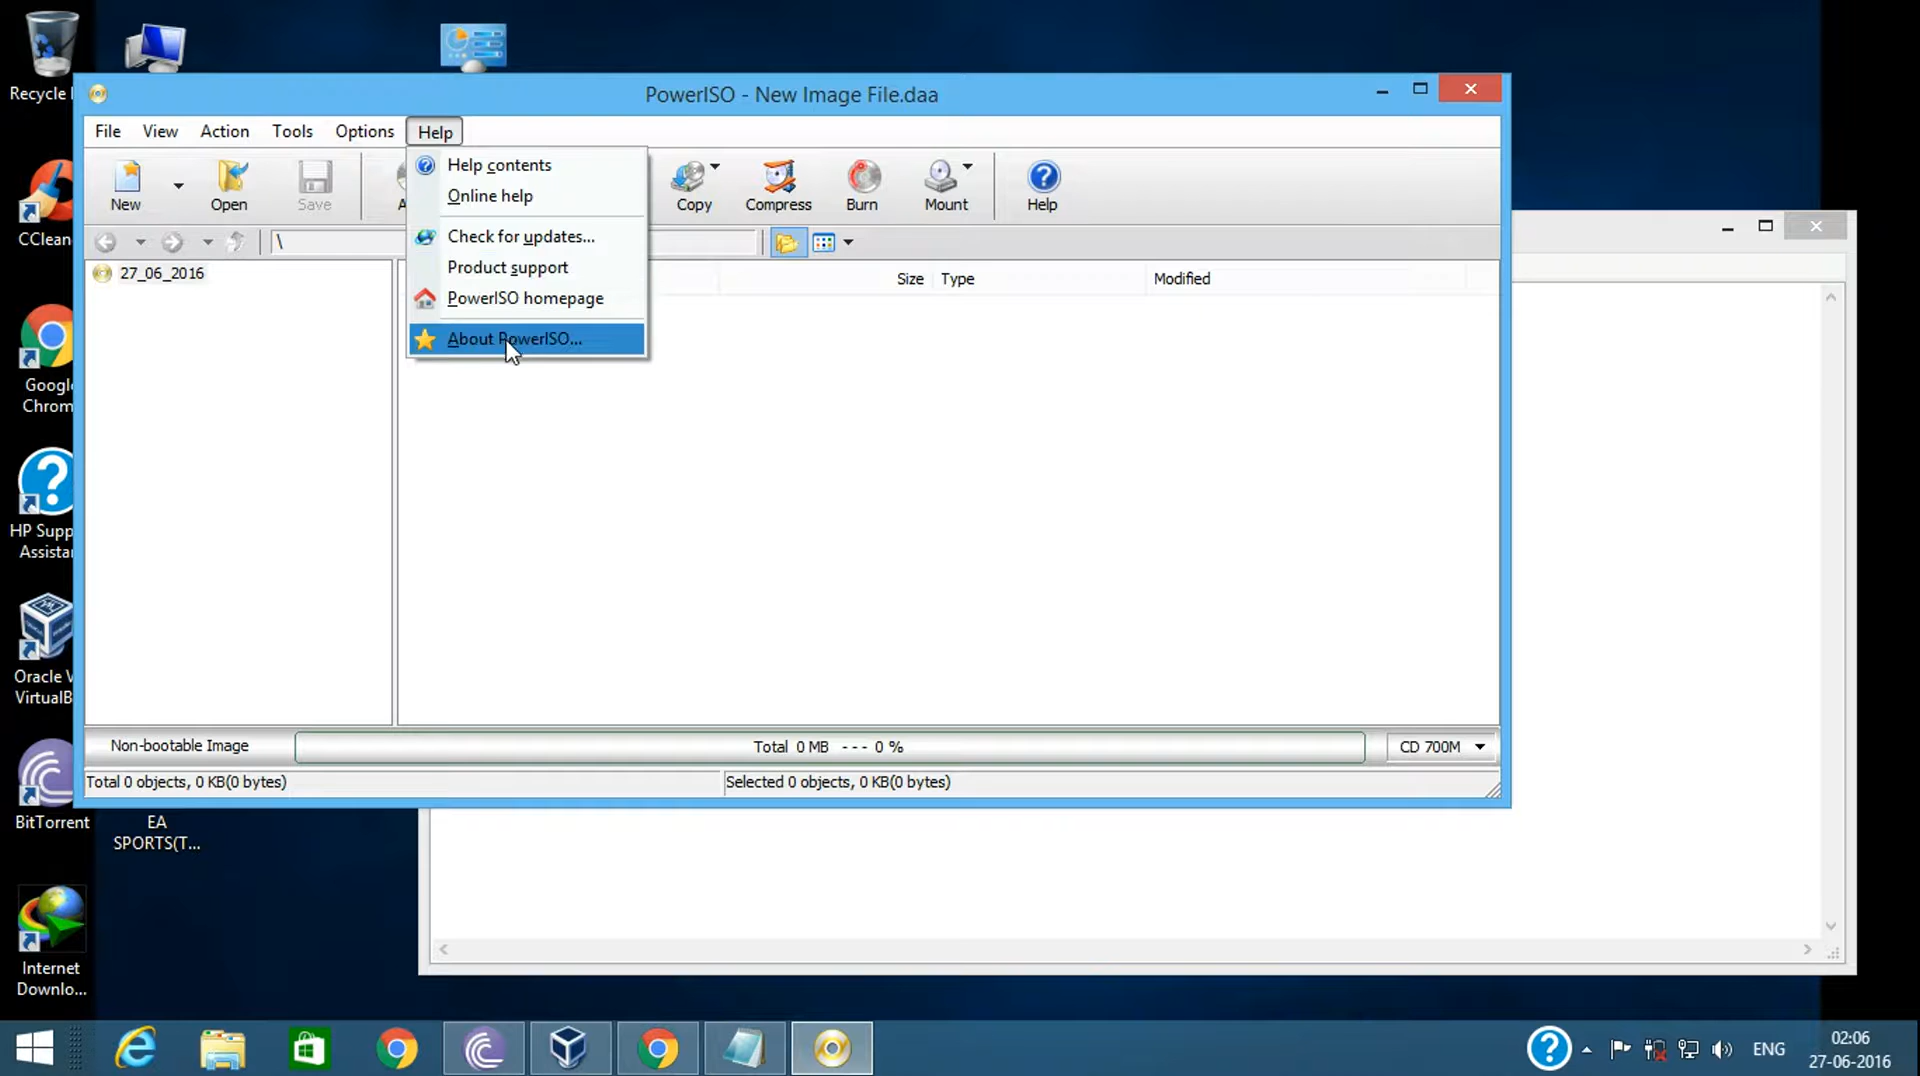 Recycle
PowerISO - New Image File.daa
File View Action Tools Options Help
New
Open
Save
Copy
Compress
Burn
Mount
Help
Help contents
Online help
Check for updates...
Product support
PowerISO homepage
About PowerISO...
\
27_06_2016
Size Type Modified
Non-bootable Image
Total 0 MB --- 0 %
CD 700M
Total 0 objects, 0 KB(0 bytes)
Selected 0 objects, 0 KB(0 bytes)
CClean
Google
Chrom
HP Supp
Assista
Oracle V
VirtualB
BitTorrent
EA
SPORTS(T...
Internet
Downlo...
ENG
02:06
27-06-2016